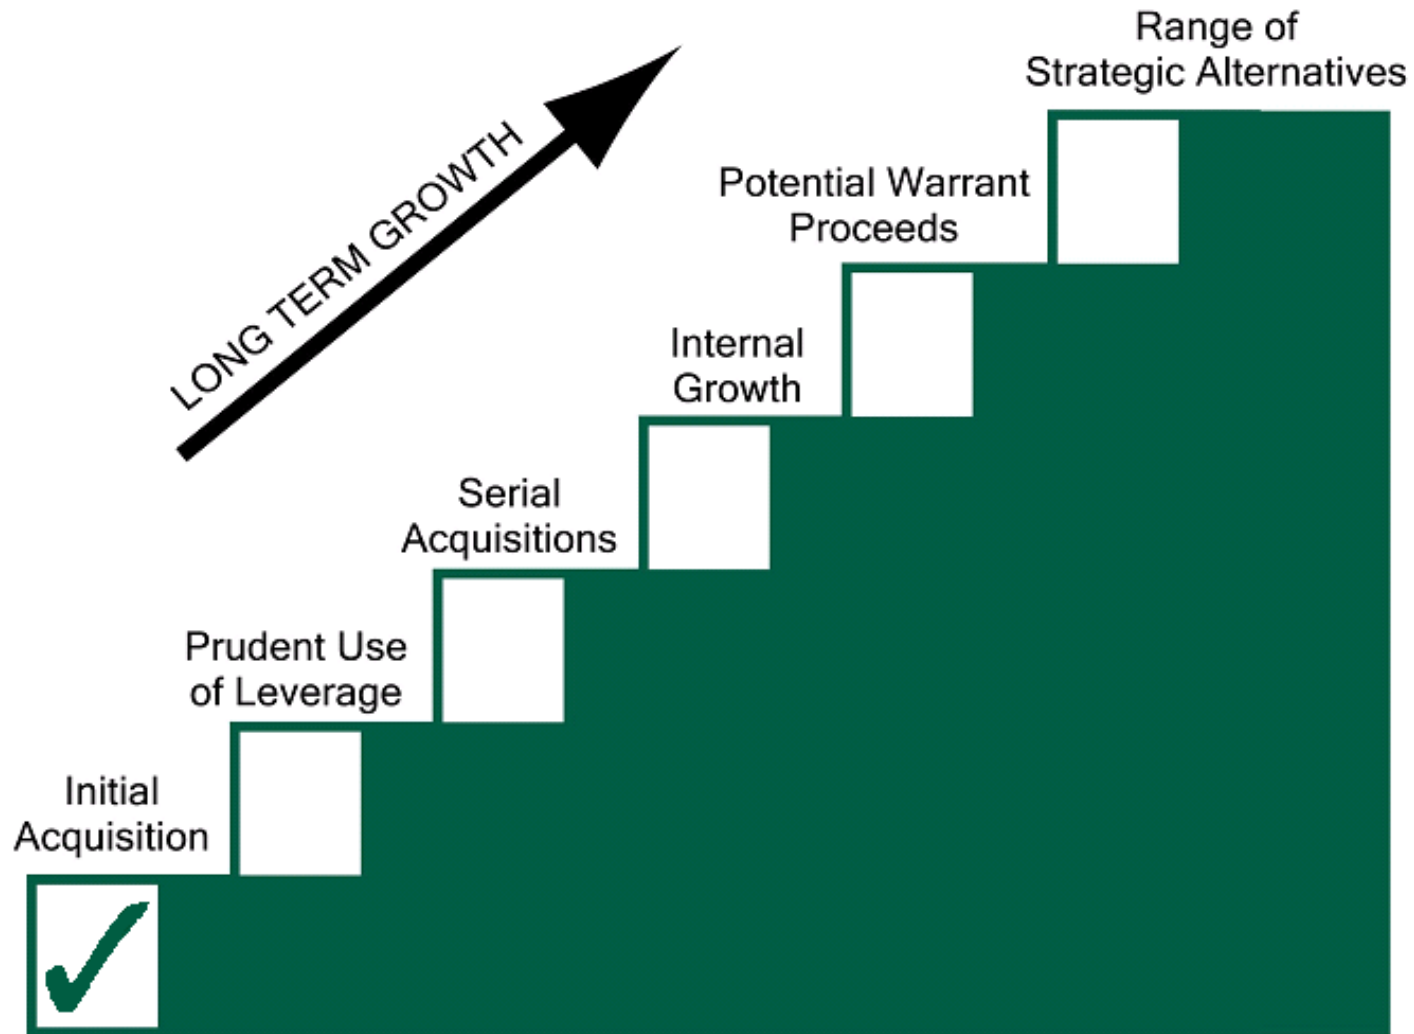 Range of
Strategic Alternatives
Potential Warrant
Proceeds
Internal
Growth
Serial
Acquisitions
Prudent Use
of Leverage
Initial
Acquisition
LONG TERM GROWTH